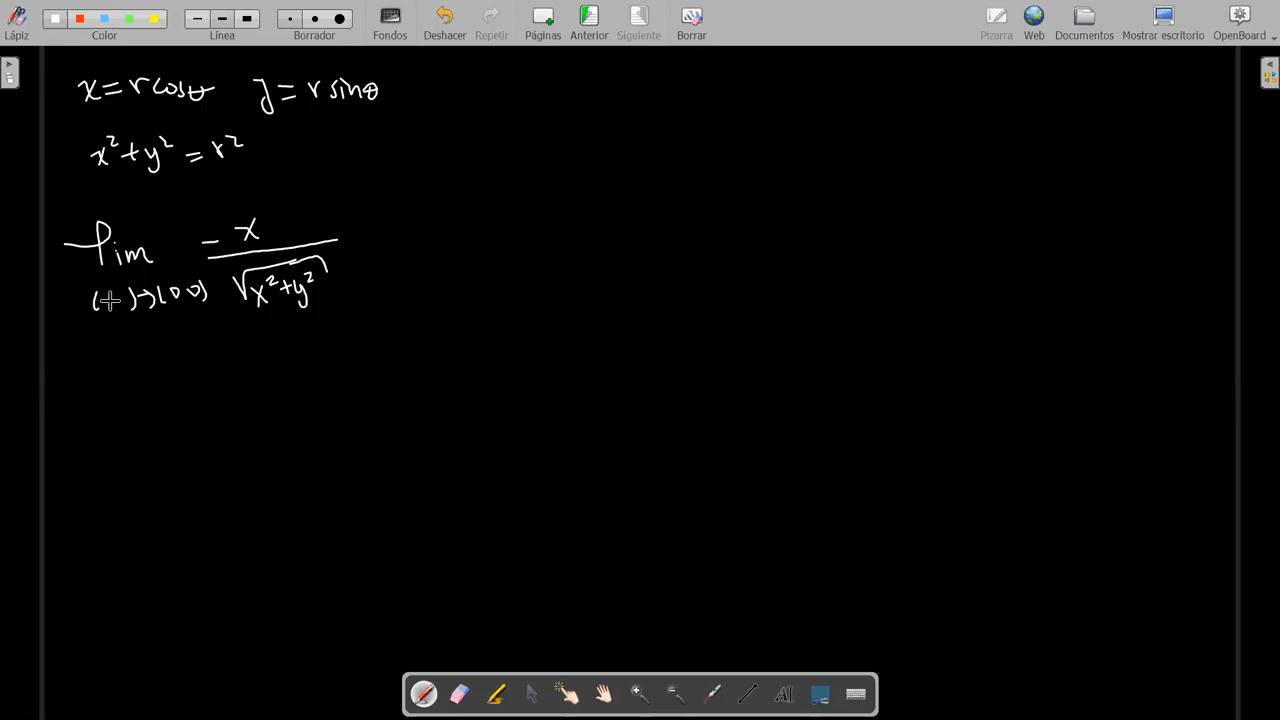 Lápiz Color Línea Borrador Fondos Deshacer Repetir Páginas Anterior Siguiente Borrar Pizarra Web Documentos Mostrar escritorio OpenBoard
x = r cos θ y = r sin θ
x² + y² = r²
lim -x / √(x² + y²)
( ) → (0 0)